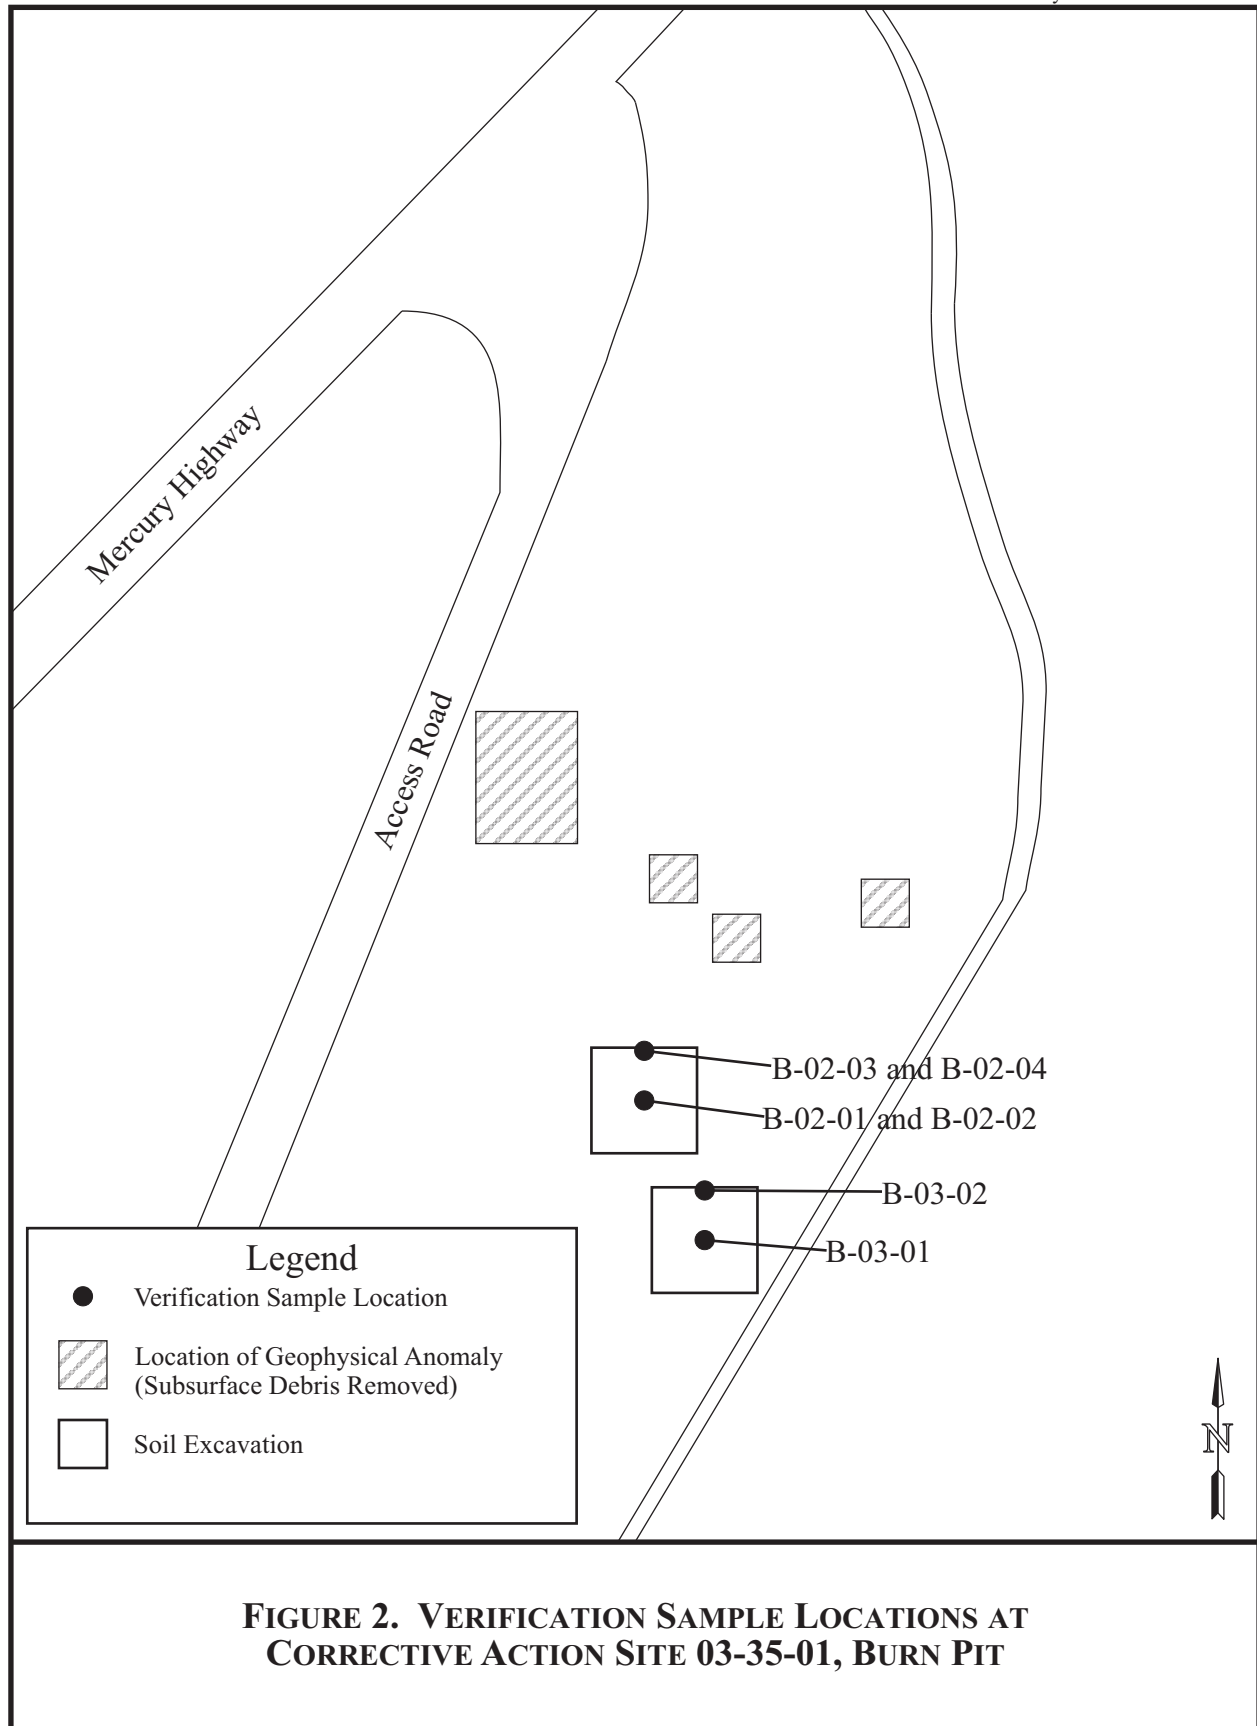 Mercury Highway
Access Road
B-02-03 and B-02-04
B-02-01 and B-02-02
B-03-02
B-03-01
Legend
Verification Sample Location
Location of Geophysical Anomaly
(Subsurface Debris Removed)
Soil Excavation
N
FIGURE 2. VERIFICATION SAMPLE LOCATIONS AT
CORRECTIVE ACTION SITE 03-35-01, BURN PIT